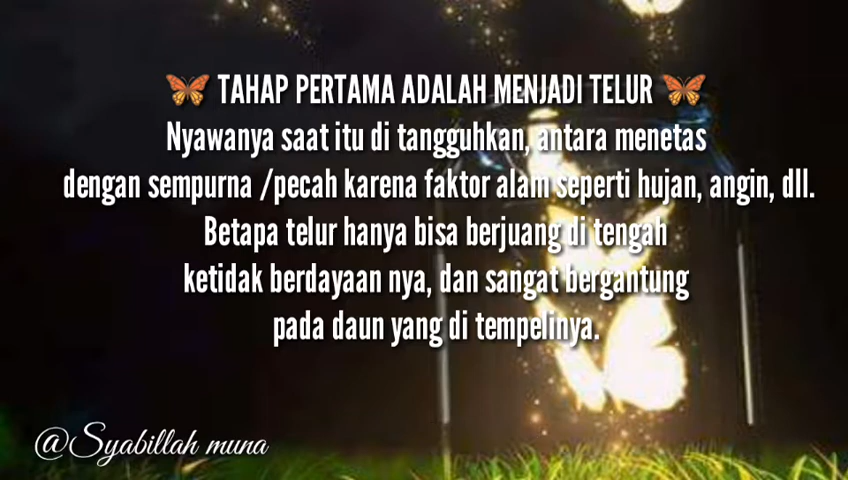 🦋 TAHAP PERTAMA ADALAH MENJADI TELUR 🦋
Nyawanya saat itu di tangguhkan, antara menetas
dengan sempurna /pecah karena faktor alam seperti hujan, angin, dll.
Betapa telur hanya bisa berjuang di tengah
ketidak berdayaan nya, dan sangat bergantung
pada daun yang di tempelinya.
@Syabillah muna